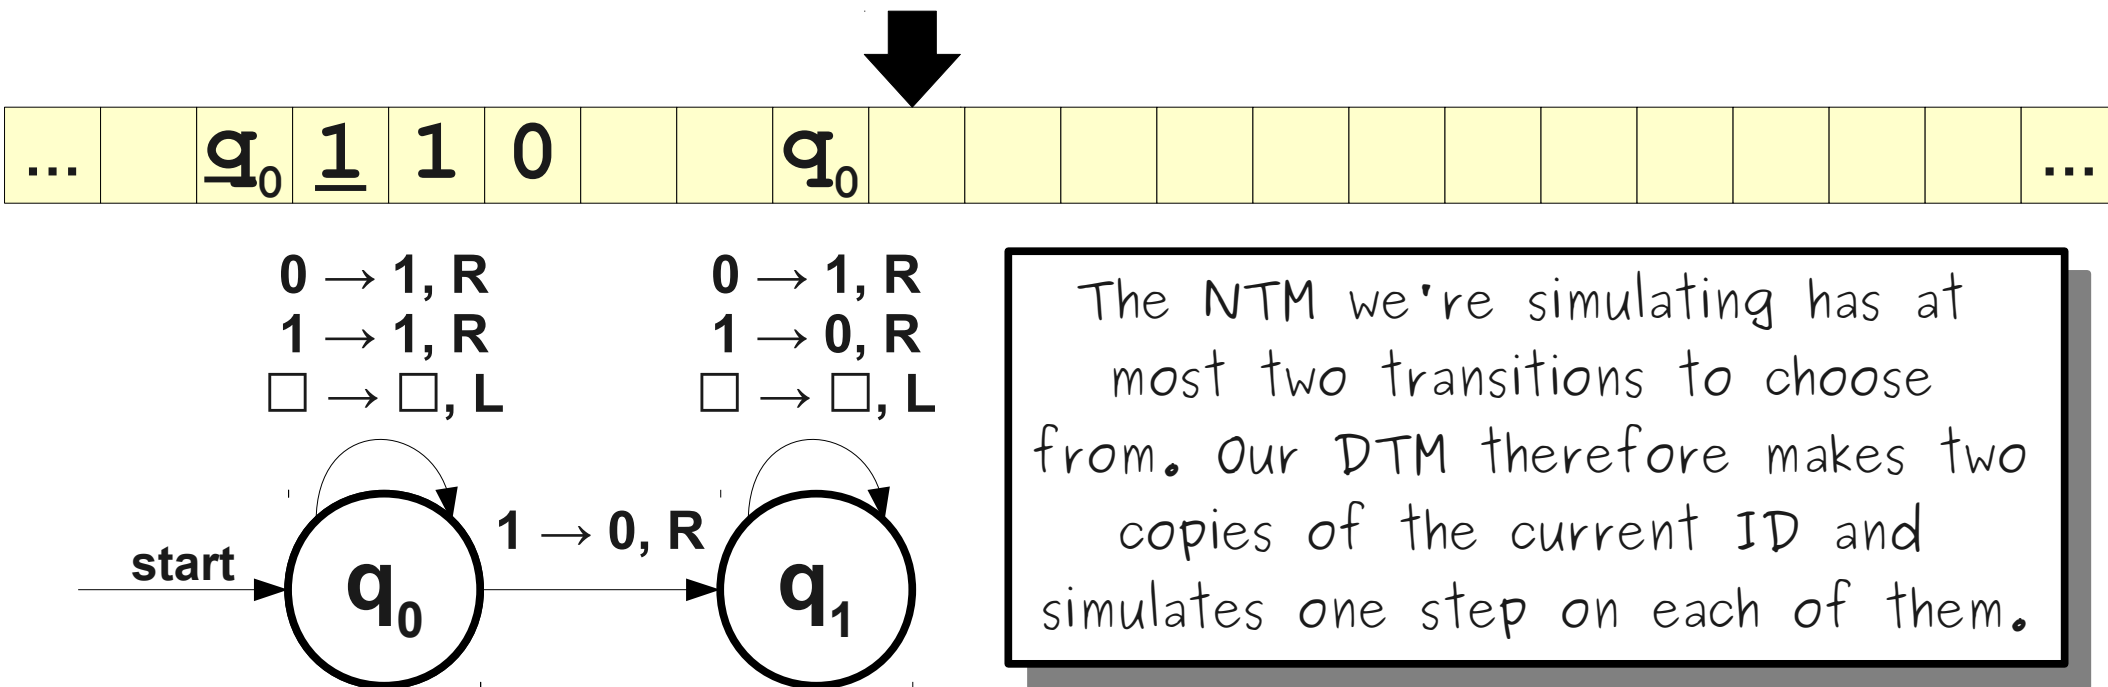 ... q₀ 1 1 0 q₀ ...
0 → 1, R
1 → 1, R
□ → □, L
0 → 1, R
1 → 0, R
□ → □, L
start
q₀
1 → 0, R
q₁
The NTM we're simulating has at
most two transitions to choose
from. Our DTM therefore makes two
copies of the current ID and
simulates one step on each of them.